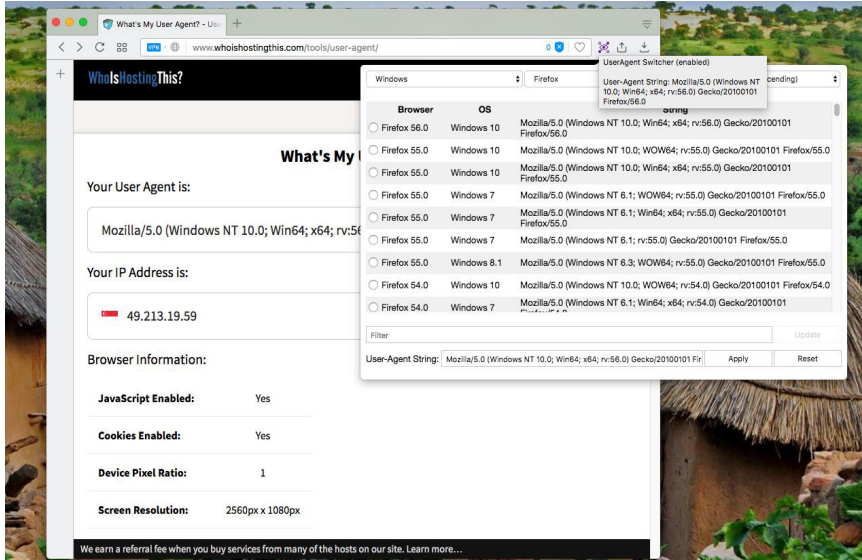 What's My User Agent? - Use
VPN
www.whoishostingthis.com/tools/user-agent/
0
WhoIsHostingThis?
What's My
Your User Agent is:
Mozilla/5.0 (Windows NT 10.0; Win64; x64; rv:56
Your IP Address is:
49.213.19.59
Browser Information:
JavaScript Enabled: Yes
Cookies Enabled: Yes
Device Pixel Ratio: 1
Screen Resolution: 2560px x 1080px
We earn a referral fee when you buy services from many of the hosts on our site. Learn more…
UserAgent Switcher (enabled)
User-Agent String: Mozilla/5.0 (Windows NT
10.0; Win64; x64; rv:56.0) Gecko/20100101
Firefox/56.0
Windows Firefox cending)
Browser OS String
Firefox 56.0 Windows 10 Mozilla/5.0 (Windows NT 10.0; Win64; x64; rv:56.0) Gecko/20100101
Firefox/56.0
Firefox 55.0 Windows 10 Mozilla/5.0 (Windows NT 10.0; WOW64; rv:55.0) Gecko/20100101 Firefox/55.0
Firefox 55.0 Windows 10 Mozilla/5.0 (Windows NT 10.0; Win64; x64; rv:55.0) Gecko/20100101
Firefox/55.0
Firefox 55.0 Windows 7 Mozilla/5.0 (Windows NT 6.1; WOW64; rv:55.0) Gecko/20100101 Firefox/55.0
Firefox 55.0 Windows 7 Mozilla/5.0 (Windows NT 6.1; Win64; x64; rv:55.0) Gecko/20100101
Firefox/55.0
Firefox 55.0 Windows 7 Mozilla/5.0 (Windows NT 6.1; rv:55.0) Gecko/20100101 Firefox/55.0
Firefox 55.0 Windows 8.1 Mozilla/5.0 (Windows NT 6.3; WOW64; rv:55.0) Gecko/20100101 Firefox/55.0
Firefox 54.0 Windows 10 Mozilla/5.0 (Windows NT 10.0; WOW64; rv:54.0) Gecko/20100101 Firefox/54.0
Firefox 54.0 Windows 7 Mozilla/5.0 (Windows NT 6.1; Win64; x64; rv:54.0) Gecko/20100101
Filter Update
User-Agent String: Mozilla/5.0 (Windows NT 10.0; Win64; x64; rv:56.0) Gecko/20100101 Fir Apply Reset